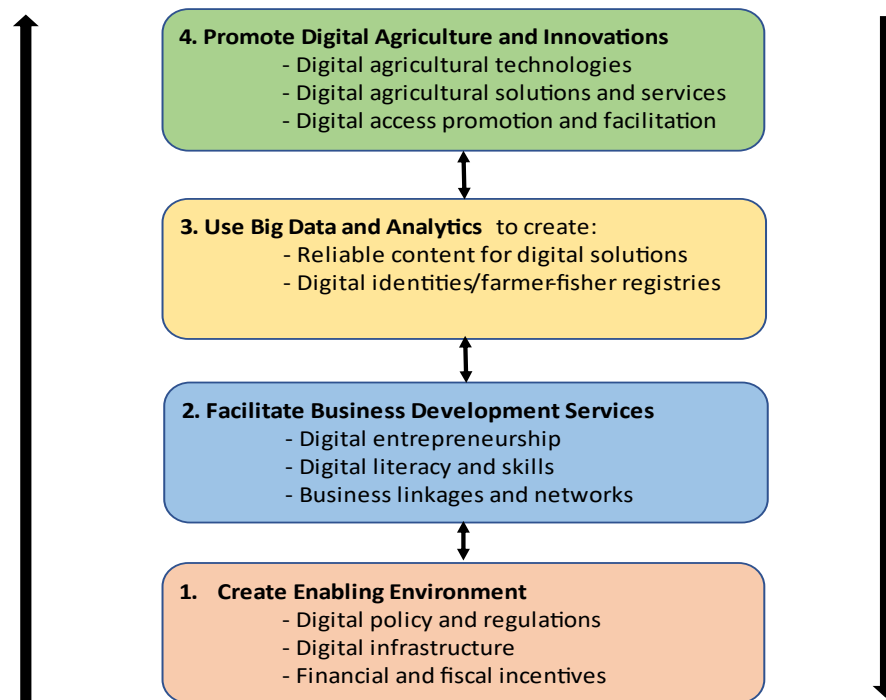 4. Promote Digital Agriculture and Innovations
- Digital agricultural technologies
- Digital agricultural solutions and services
- Digital access promotion and facilitation
3. Use Big Data and Analytics to create:
- Reliable content for digital solutions
- Digital identities/farmer-fisher registries
2. Facilitate Business Development Services
- Digital entrepreneurship
- Digital literacy and skills
- Business linkages and networks
1. Create Enabling Environment
- Digital policy and regulations
- Digital infrastructure
- Financial and fiscal incentives